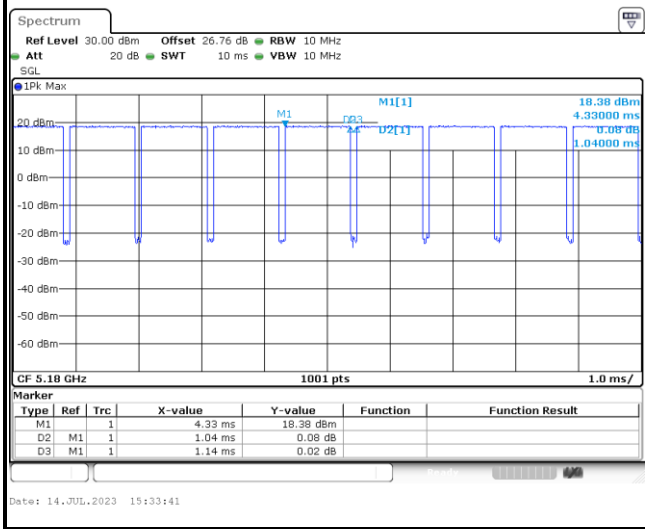 Spectrum
Ref Level 30.00 dBm Offset 26.76 dB RBW 10 MHz
Att 20 dB SWT 10 ms VBW 10 MHz
SGL
1Pk Max
M1[1] 18.38 dBm
4.33000 ms
D2[1] 0.08 dB
1.04000 ms
M1
D2 D3
20 dBm
10 dBm
0 dBm
-10 dBm
-20 dBm
-30 dBm
-40 dBm
-50 dBm
-60 dBm
CF 5.18 GHz 1001 pts 1.0 ms/
Marker
Type Ref Trc X-value Y-value Function Function Result
M1 1 4.33 ms 18.38 dBm
D2 M1 1 1.04 ms 0.08 dB
D3 M1 1 1.14 ms 0.02 dB
Ready
Date: 14.JUL.2023 15:33:41